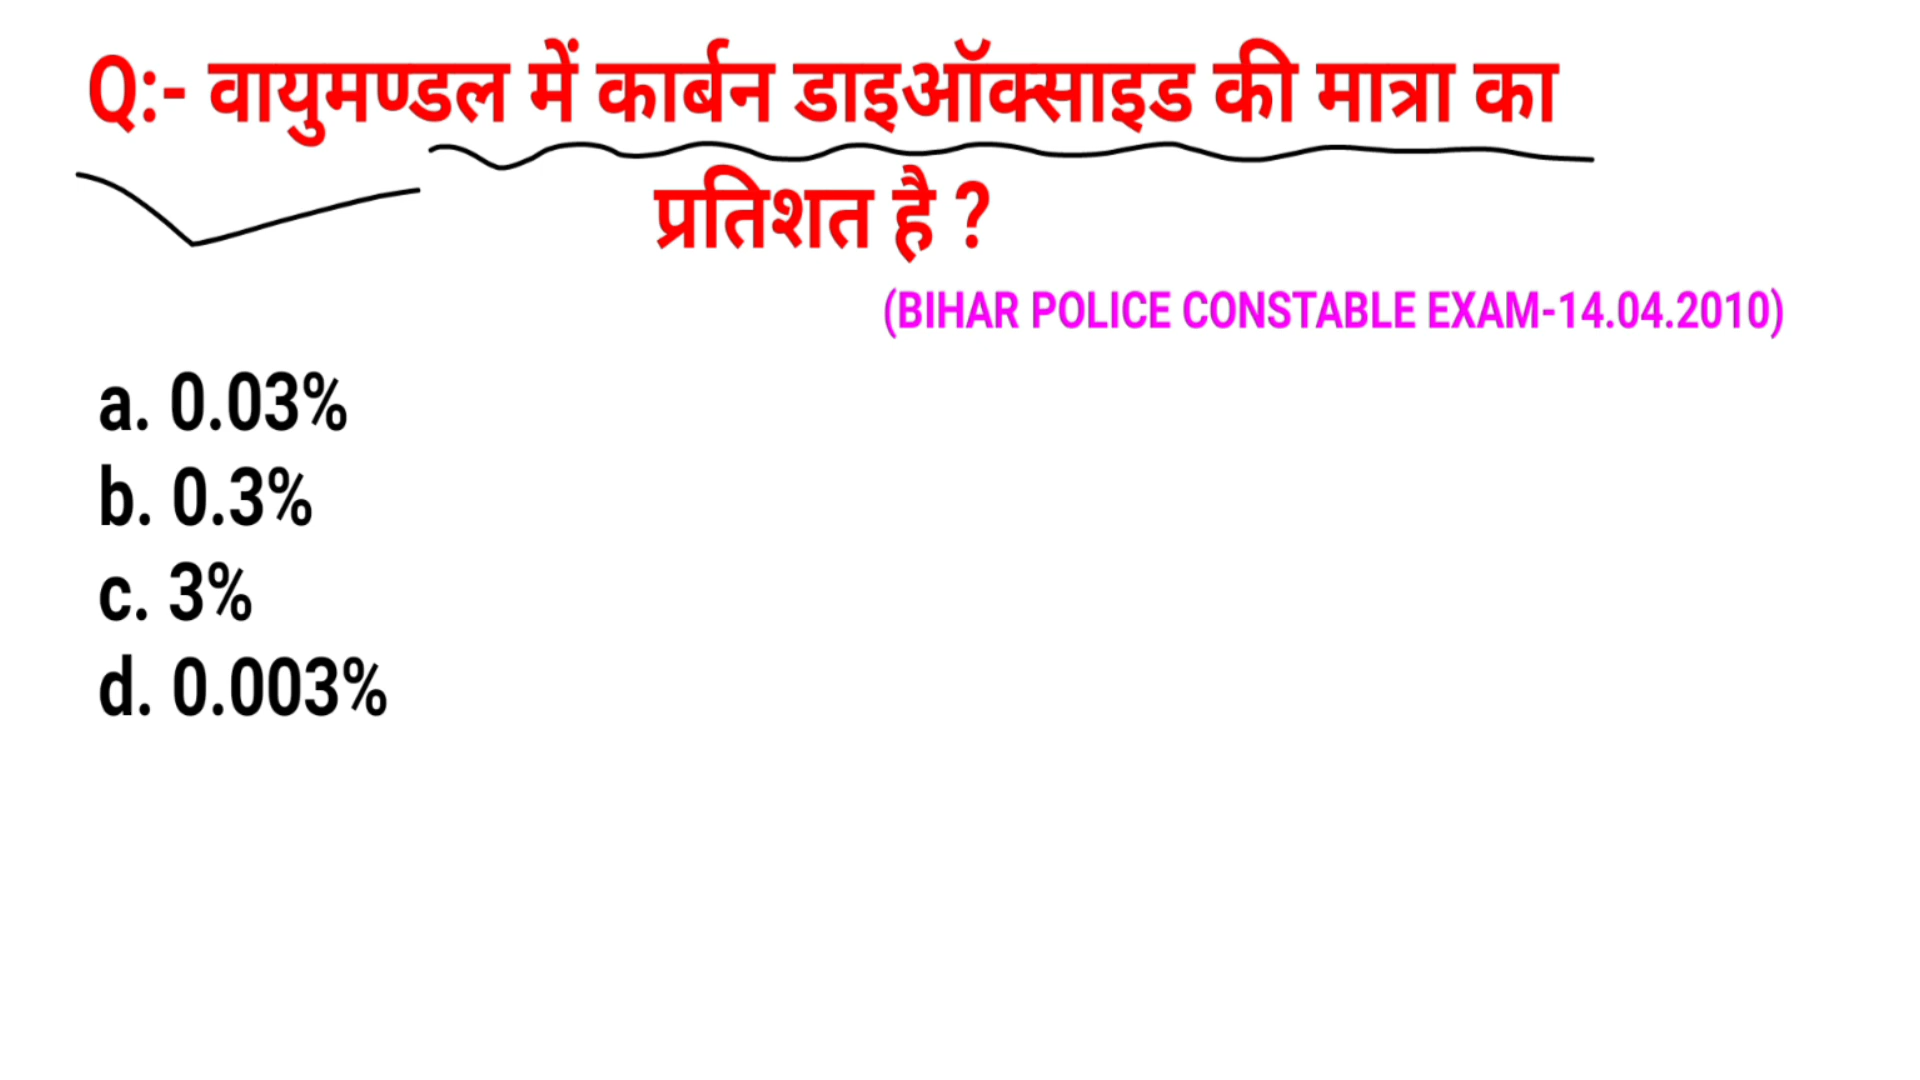 Q:- वायुमण्डल में कार्बन डाइऑक्साइड की मात्रा का
प्रतिशत है ?
(BIHAR POLICE CONSTABLE EXAM-14.04.2010)
a. 0.03%
b. 0.3%
c. 3%
d. 0.003%